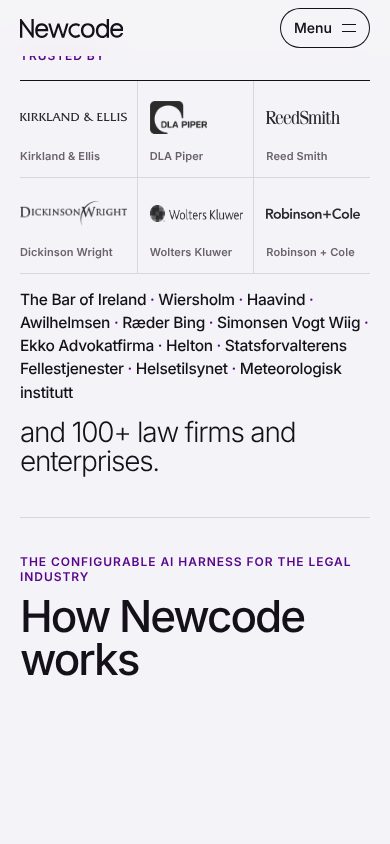 Newcode
Menu
TRUSTED BY
KIRKLAND & ELLIS
DLA PIPER
ReedSmith
Kirkland & Ellis
DLA Piper
Reed Smith
DICKINSON WRIGHT
Wolters Kluwer
Robinson+Cole
Dickinson Wright
Wolters Kluwer
Robinson + Cole
The Bar of Ireland · Wiersholm · Haavind ·
Awilhelmsen · Ræder Bing · Simonsen Vogt Wiig ·
Ekko Advokatfirma · Helton · Statsforvalterens
Fellestjenester · Helsetilsynet · Meteorologisk
institutt
and 100+ law firms and
enterprises.
THE CONFIGURABLE AI HARNESS FOR THE LEGAL
INDUSTRY
How Newcode
works